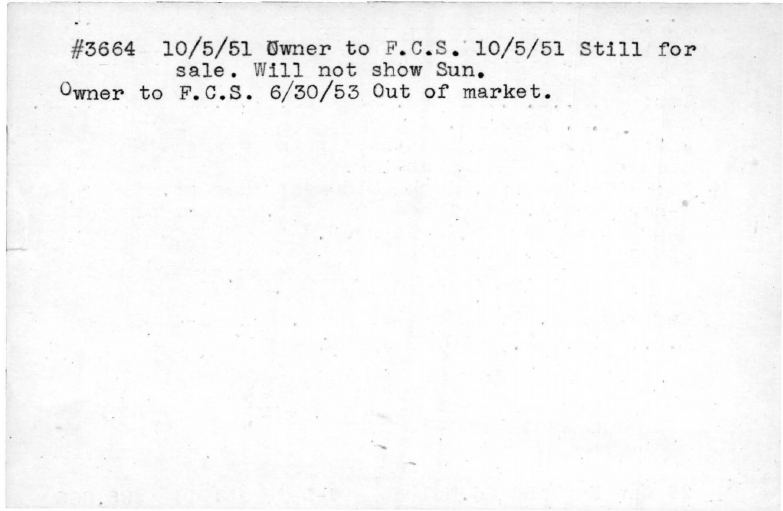 #3664 10/5/51 Owner to F.C.S. 10/5/51 Still for
sale. Will not show Sun.
Owner to F.C.S. 6/30/53 Out of market.